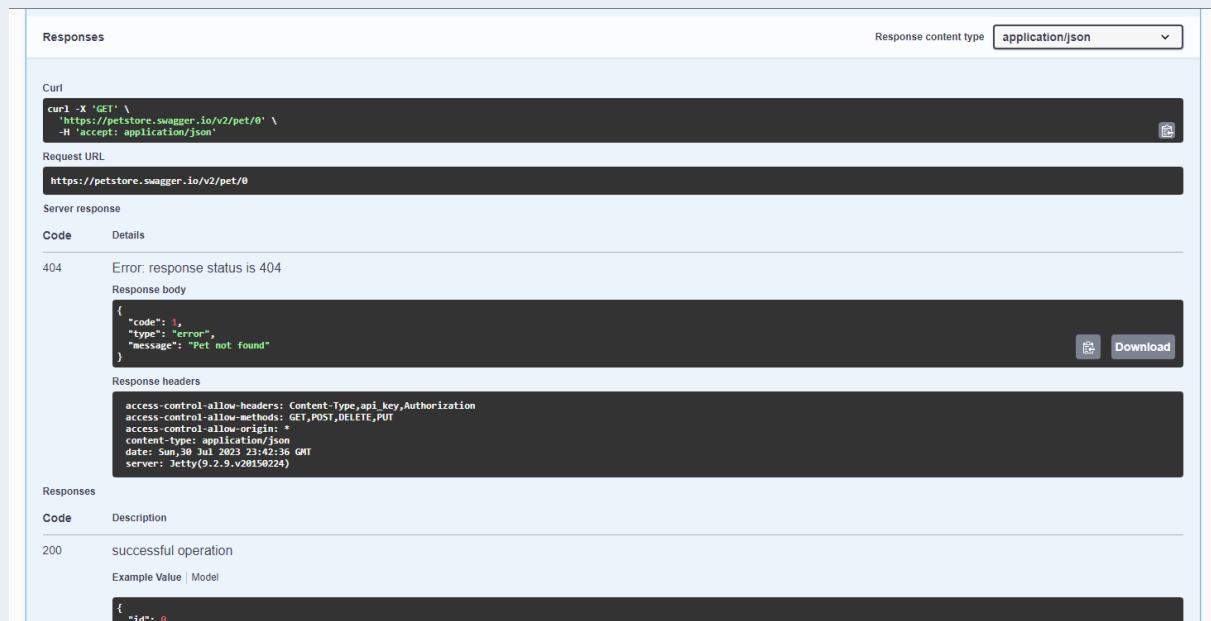 Responses
Response content type application/json
Curl
curl -X 'GET' \
'https://petstore.swagger.io/v2/pet/0' \
-H 'accept: application/json'
Request URL
https://petstore.swagger.io/v2/pet/0
Server response
Code Details
404 Error: response status is 404
Response body
{
"code": 1,
"type": "error",
"message": "Pet not found"
}
Download
Response headers
access-control-allow-headers: Content-Type,api_key,Authorization
access-control-allow-methods: GET,POST,DELETE,PUT
access-control-allow-origin: *
content-type: application/json
date: Sun,30 Jul 2023 23:42:36 GMT
server: Jetty(9.2.9.v20150224)
Responses
Code Description
200 successful operation
Example Value Model
{
"id": 0